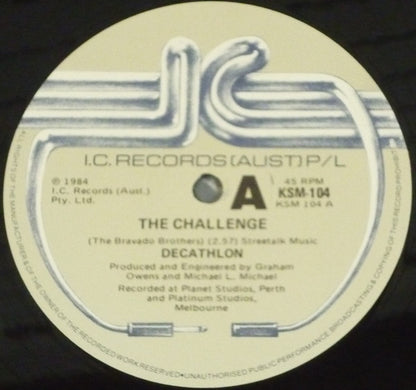 IC
I.C. RECORDS (AUST) P/L
℗ 1984
I.C. Records (Aust.)
Pty. Ltd.
A
45 RPM
KSM-104
KSM 104 A
THE CHALLENGE
(The Bravado Brothers) (2.57) Streetalk Music
DECATHLON
Produced and Engineered by Graham
Owens and Michael L. Michael
Recorded at Planet Studios, Perth
and Platinum Studios,
Melbourne
ALL RIGHTS OF THE MANUFACTURER & OF THE OWNER OF THE RECORDED WORK RESERVED • UNAUTHORISED PUBLIC PERFORMANCE BROADCASTING & COPYING OF THIS RECORD PROHIBITED